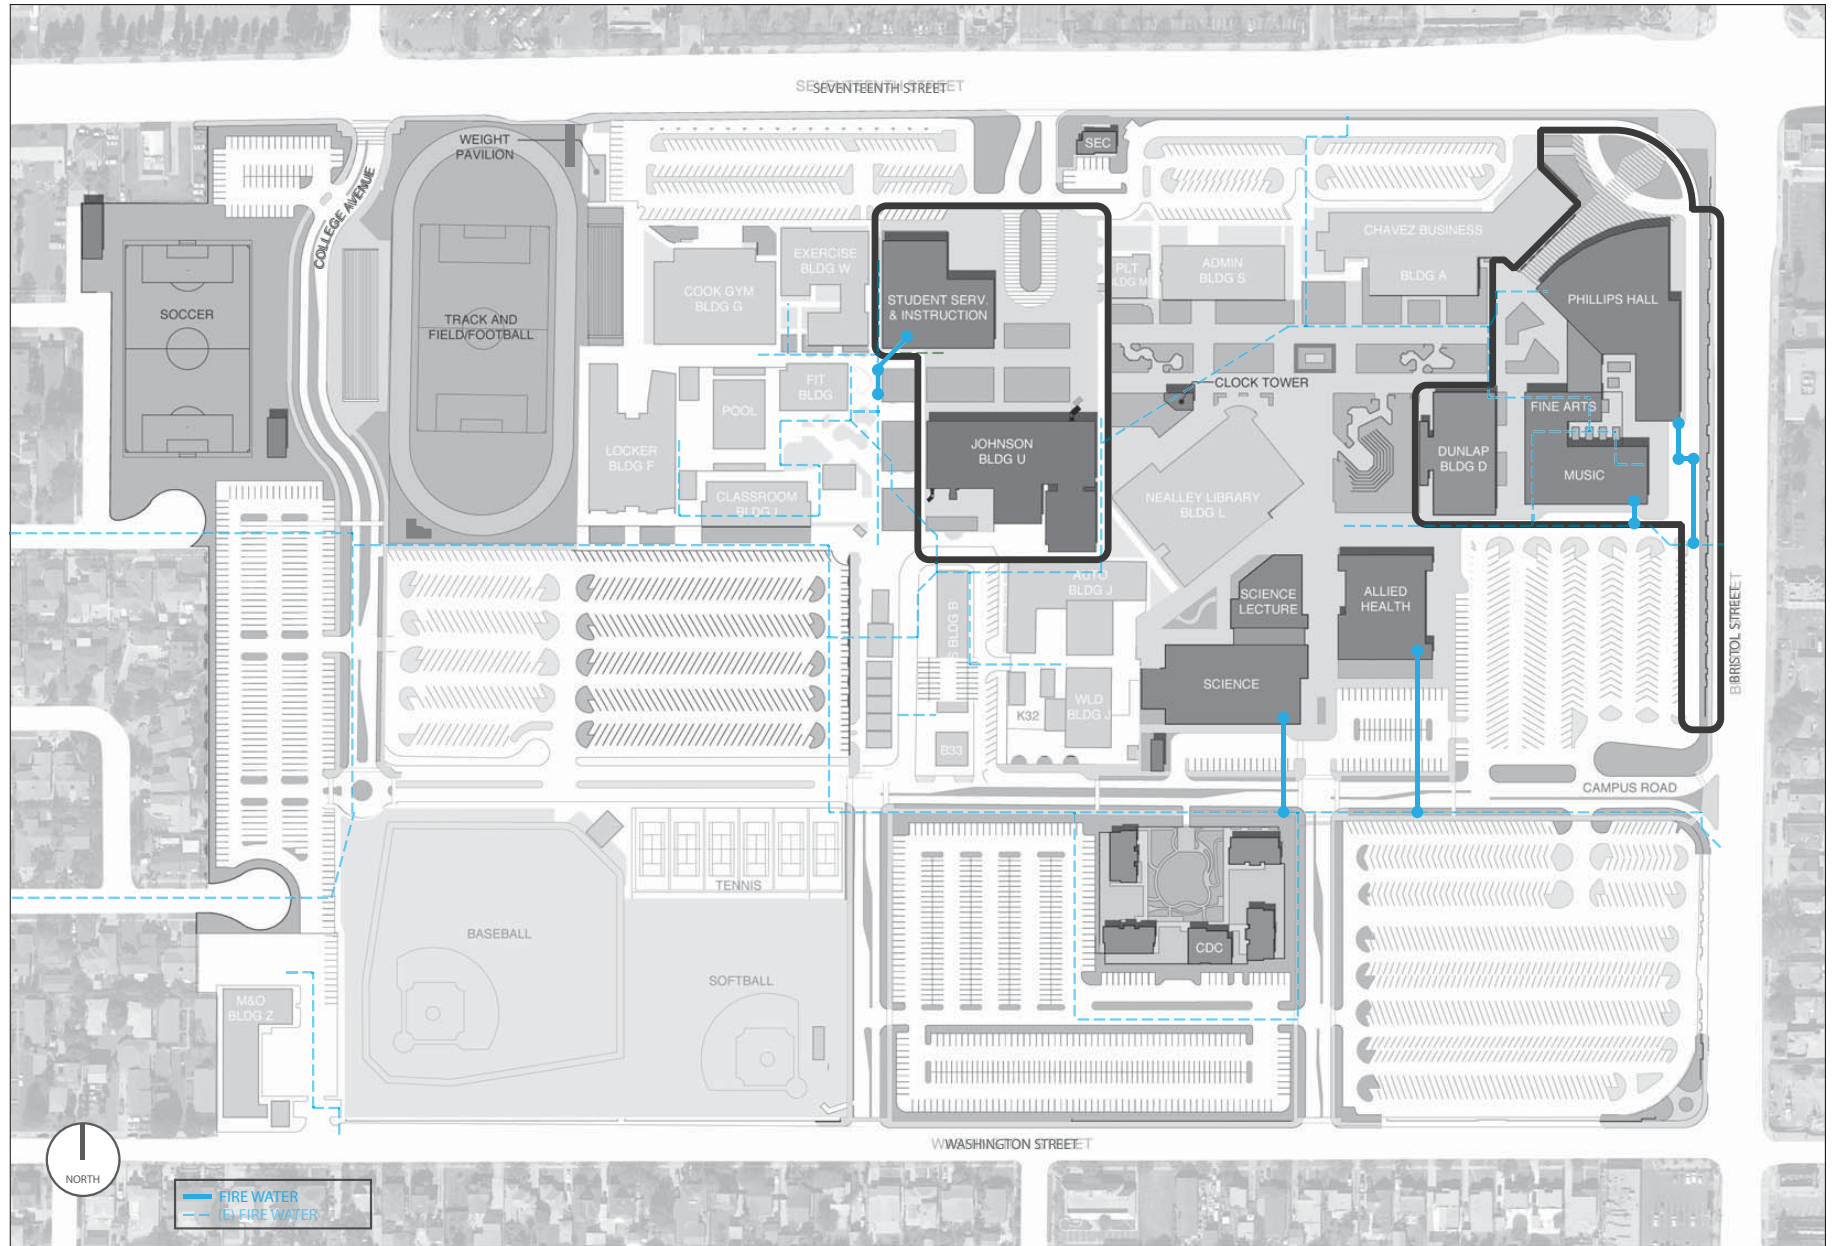 SEVENTEENTH STREET
WEIGHT
PAVILION
SEC
COLLEGE AVENUE
CHAVEZ BUSINESS
BLDG A
EXERCISE
BLDG W
PLT
BLDG M
ADMIN
BLDG S
COOK GYM
BLDG G
STUDENT SERV.
& INSTRUCTION
PHILLIPS HALL
SOCCER
TRACK AND
FIELD/FOOTBALL
FIT
BLDG
CLOCK TOWER
POOL
FINE ARTS
LOCKER
BLDG F
JOHNSON
BLDG U
DUNLAP
BLDG D
MUSIC
CLASSROOM
BLDG I
NEALLEY LIBRARY
BLDG L
AUTO
BLDG J
SCIENCE
LECTURE
ALLIED
HEALTH
BLDG B
BRISTOL STREET
SCIENCE
WLD
BLDG J
K32
B33
CAMPUS ROAD
TENNIS
BASEBALL
SOFTBALL
CDC
M&O
BLDG Z
WASHINGTON STREET
NORTH
FIRE WATER
(E) FIRE WATER